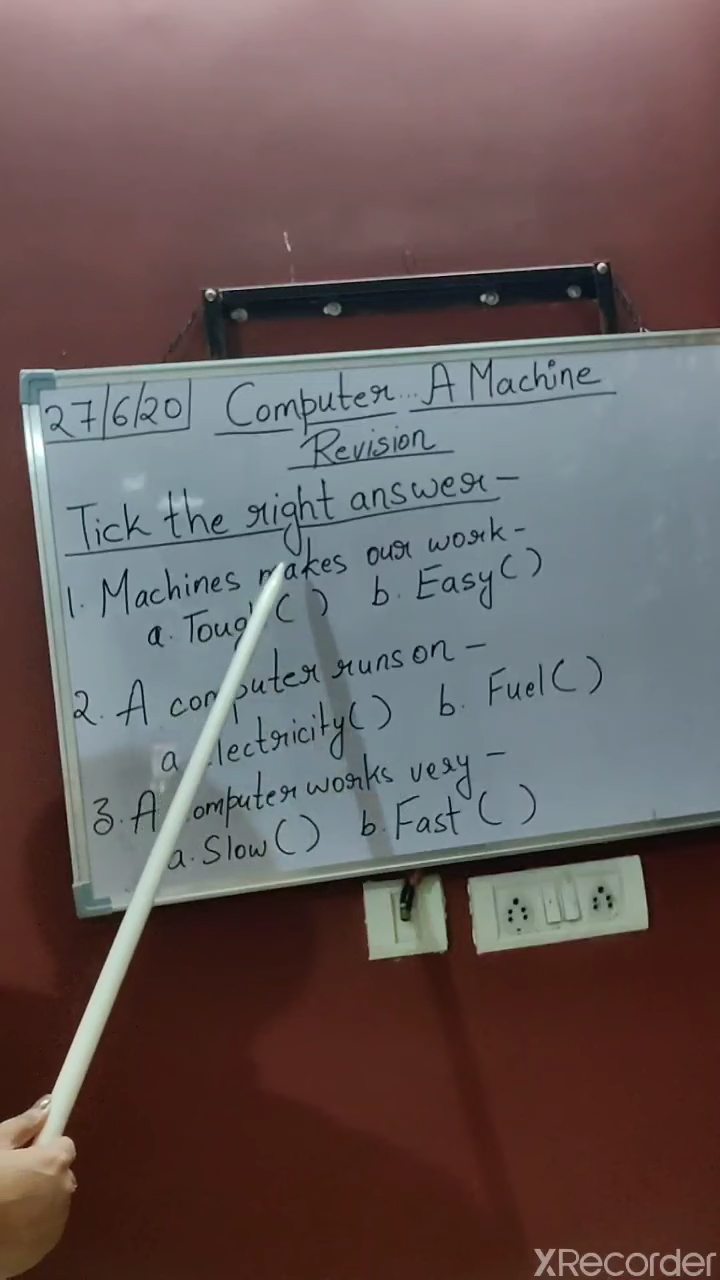 27/6/20 Computer... A Machine
Revision
Tick the right answer-
1. Machines makes our work-
a. Tough ( ) b. Easy ( )
2. A computer runs on -
a lectricity ( ) b. Fuel ( )
3. A omputer works very -
a. Slow ( ) b. Fast ( )
XRecorder